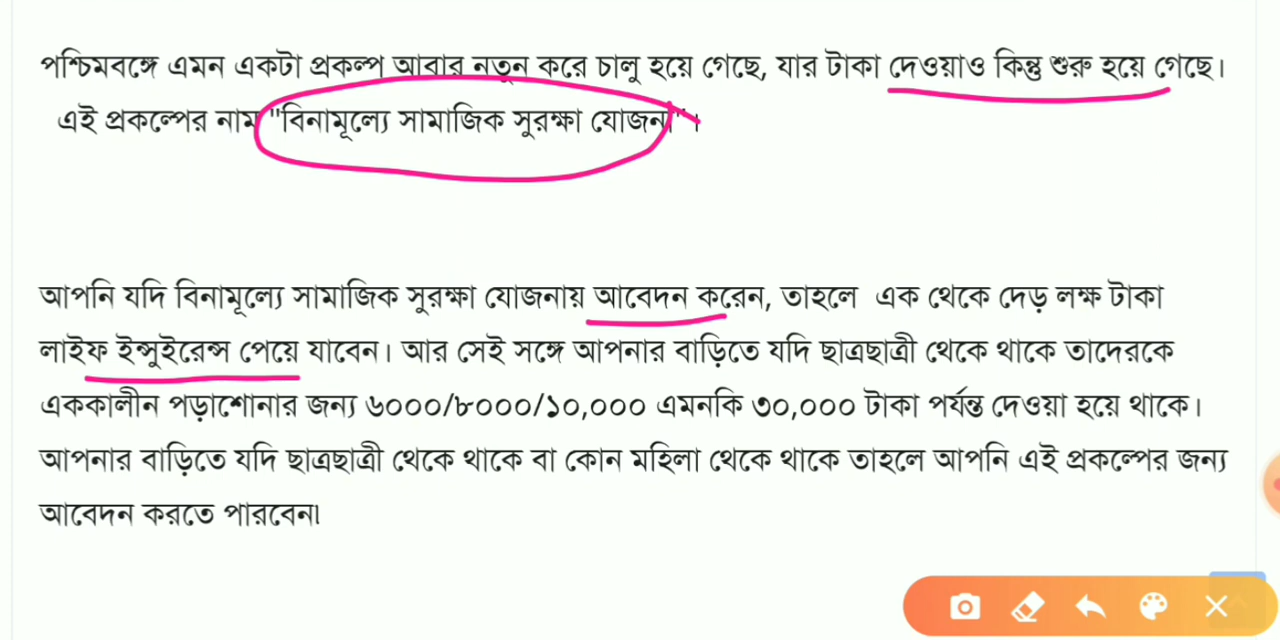 পশ্চিমবঙ্গে এমন একটা প্রকল্প আবার নতুন করে চালু হয়ে গেছে, যার টাকা দেওয়াও কিন্তু শুরু হয়ে গেছে।
এই প্রকল্পের নাম "বিনামূল্যে সামাজিক সুরক্ষা যোজনা"।
আপনি যদি বিনামূল্যে সামাজিক সুরক্ষা যোজনায় আবেদন করেন, তাহলে এক থেকে দেড় লক্ষ টাকা
লাইফ ইন্সুইরেন্স পেয়ে যাবেন। আর সেই সঙ্গে আপনার বাড়িতে যদি ছাত্রছাত্রী থেকে থাকে তাদেরকে
এককালীন পড়াশোনার জন্য ৬০০০/৮০০০/১০,০০০ এমনকি ৩০,০০০ টাকা পর্যন্ত দেওয়া হয়ে থাকে।
আপনার বাড়িতে যদি ছাত্রছাত্রী থেকে থাকে বা কোন মহিলা থেকে থাকে তাহলে আপনি এই প্রকল্পের জন্য
আবেদন করতে পারবেন৷